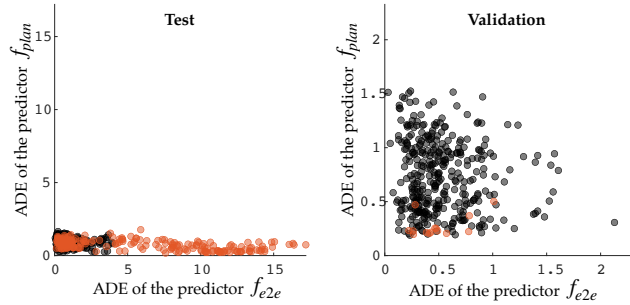 Test
ADE of the predictor f_plan
15
10
5
0
0 5 10 15
ADE of the predictor f_e2e
Validation
ADE of the predictor f_plan
2
1.5
1
0.5
0
0 0.5 1 1.5 2
ADE of the predictor f_e2e